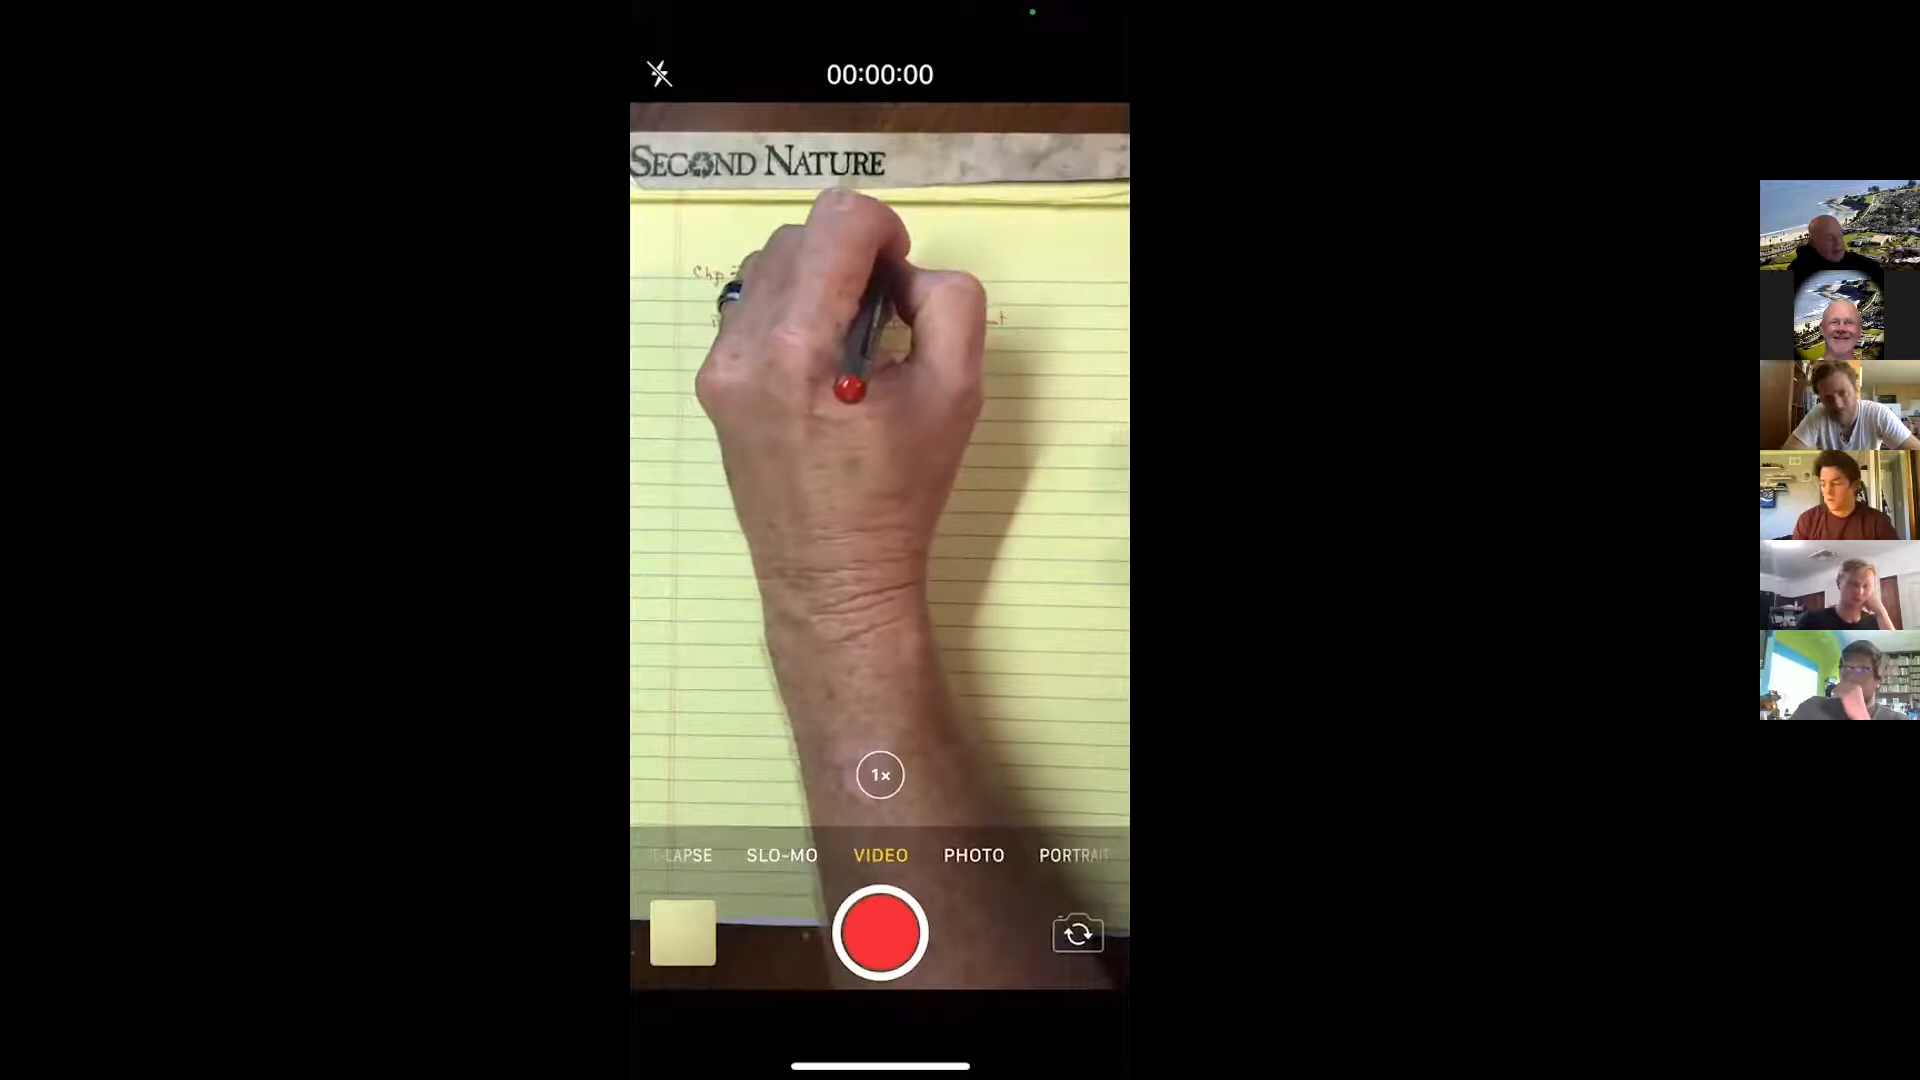 00:00:00
SECOND NATURE
Chp
1×
E-LAPSE SLO-MO VIDEO PHOTO PORTRAIT